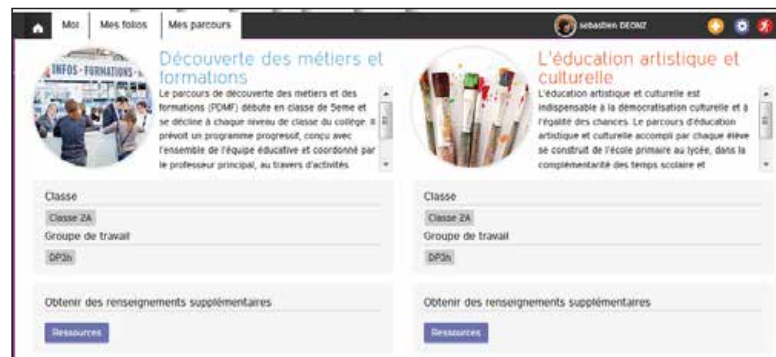 Moi
Mes folios
Mes parcours
sebastien DEONZ
INFOS - FORMATIONS
Découverte des métiers et
formations
Le parcours de découverte des métiers et des
formations (PDMF) débute en classe de 5eme et
se décline à chaque niveau de classe du collège. Il
prévoit un programme progressif, conçu avec
l'ensemble de l'équipe éducative et coordonné par
le professeur principal, au travers d'activités
Classe
Classe 2A
Groupe de travail
DP3h
Obtenir des renseignements supplémentaires
Ressources
L'éducation artistique et
culturelle
L'éducation artistique et culturelle est
indispensable à la démocratisation culturelle et à
l'égalité des chances. Le parcours d'éducation
artistique et culturelle accompli par chaque élève
se construit de l'école primaire au lycée, dans la
complémentarité des temps scolaire et
Classe
Classe 2A
Groupe de travail
DP3h
Obtenir des renseignements supplémentaires
Ressources